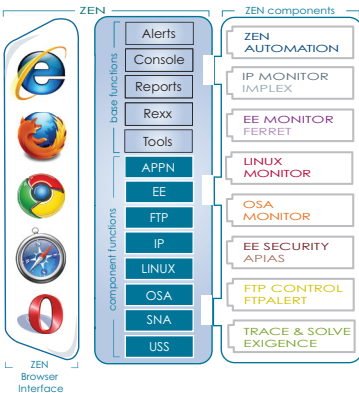 ZEN
ZEN components
base functions
Alerts
Console
Reports
Rexx
Tools
component functions
APPN
EE
FTP
IP
LINUX
OSA
SNA
USS
ZEN
AUTOMATION
IP MONITOR
IMPLEX
EE MONITOR
FERRET
LINUX
MONITOR
OSA
MONITOR
EE SECURITY
APIAS
FTP CONTROL
FTPALERT
TRACE & SOLVE
EXIGENCE
ZEN
Browser
Interface